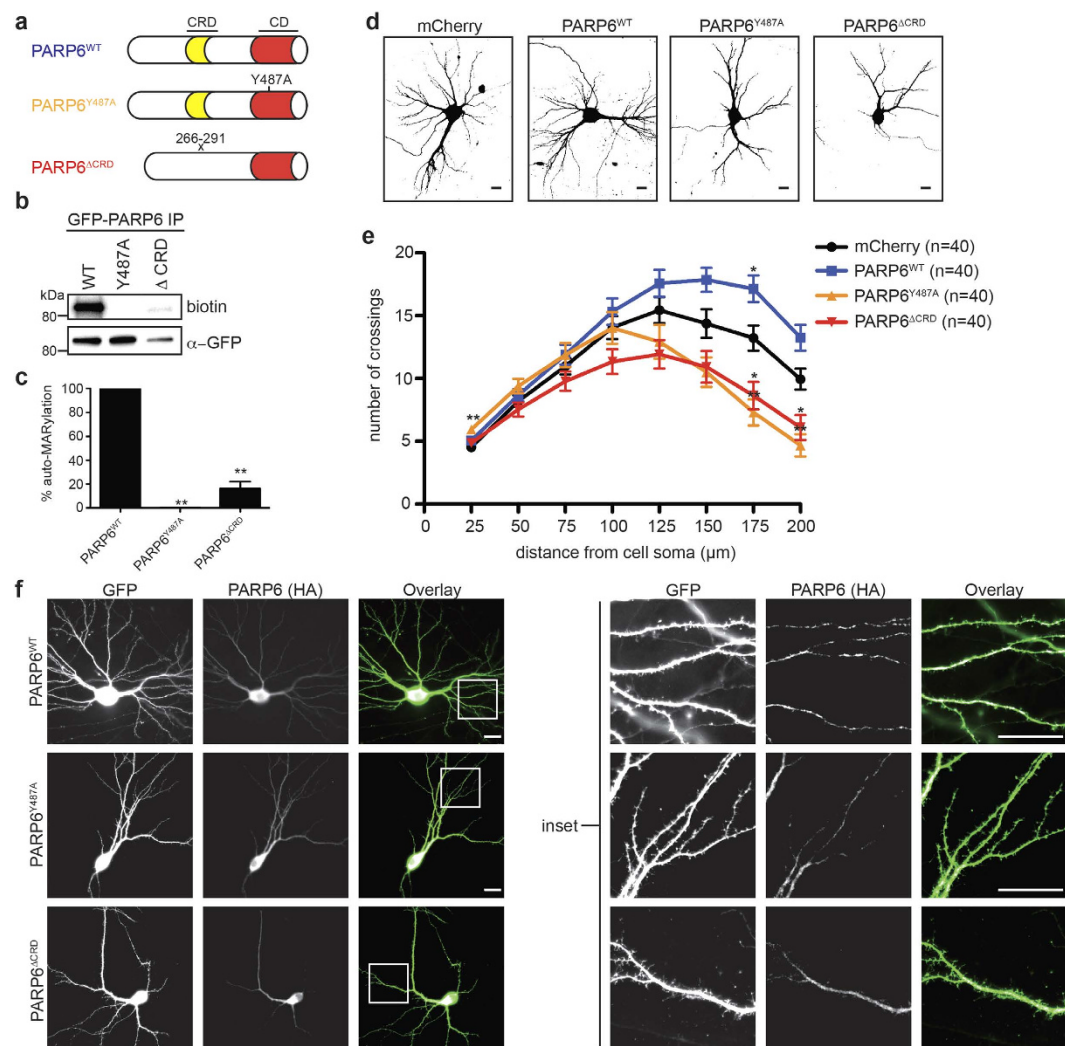 a
CRD CD
PARP6WT
Y487A
PARP6Y487A
266-291
x
PARP6ΔCRD
b
GFP-PARP6 IP
WT
Y487A
Δ CRD
kDa
80
biotin
80
α-GFP
c
% auto-MARylation
100
80
60
40
20
0
**
**
PARP6WT
PARP6Y487A
PARP6ΔCRD
d
mCherry PARP6WT PARP6Y487A PARP6ΔCRD
e
number of crossings
20
15
10
5
0
**
*
*
**
*
**
0 25 50 75 100 125 150 175 200
distance from cell soma (µm)
mCherry (n=40)
PARP6WT (n=40)
PARP6Y487A (n=40)
PARP6ΔCRD (n=40)
f
GFP PARP6 (HA) Overlay
PARP6WT
PARP6Y487A
PARP6ΔCRD
inset
GFP PARP6 (HA) Overlay